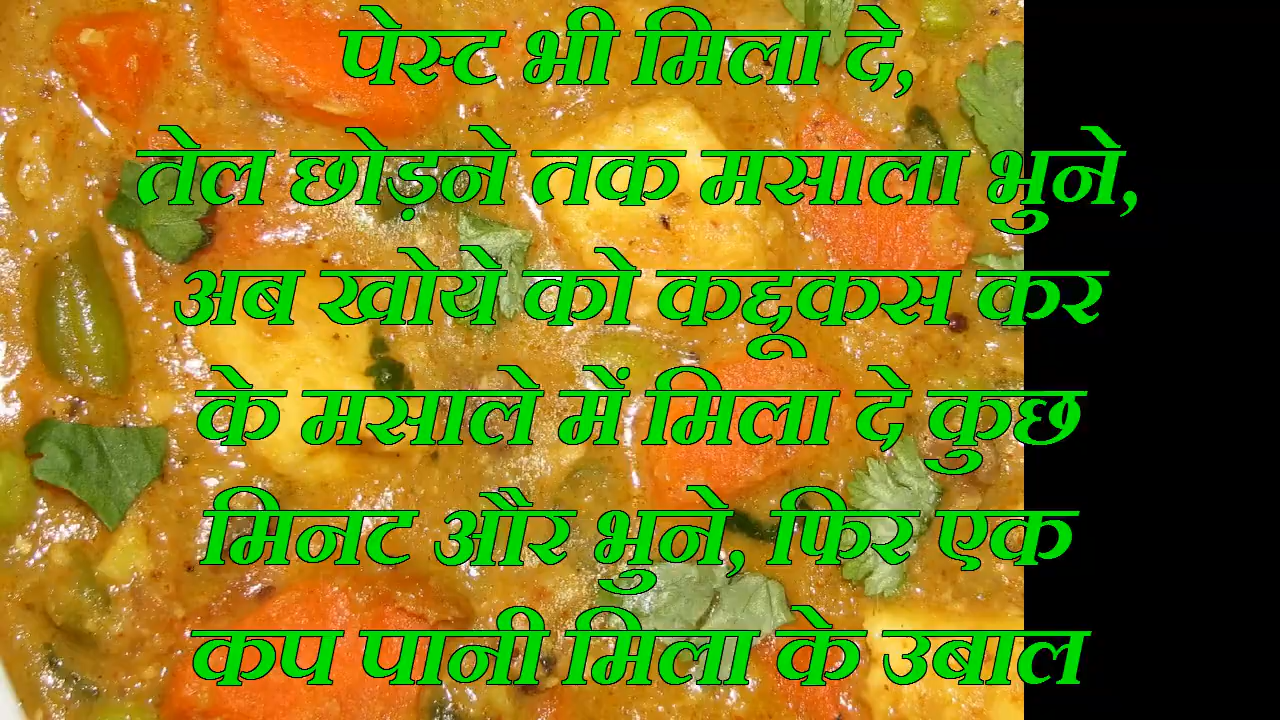 पेस्ट भी मिला दे,
तेल छोड़ने तक मसाला भुने,
अब खोये को कद्दूकस कर
के मसाले में मिला दे कुछ
मिनट और भुने, फिर एक
कप पानी मिला के उबाल